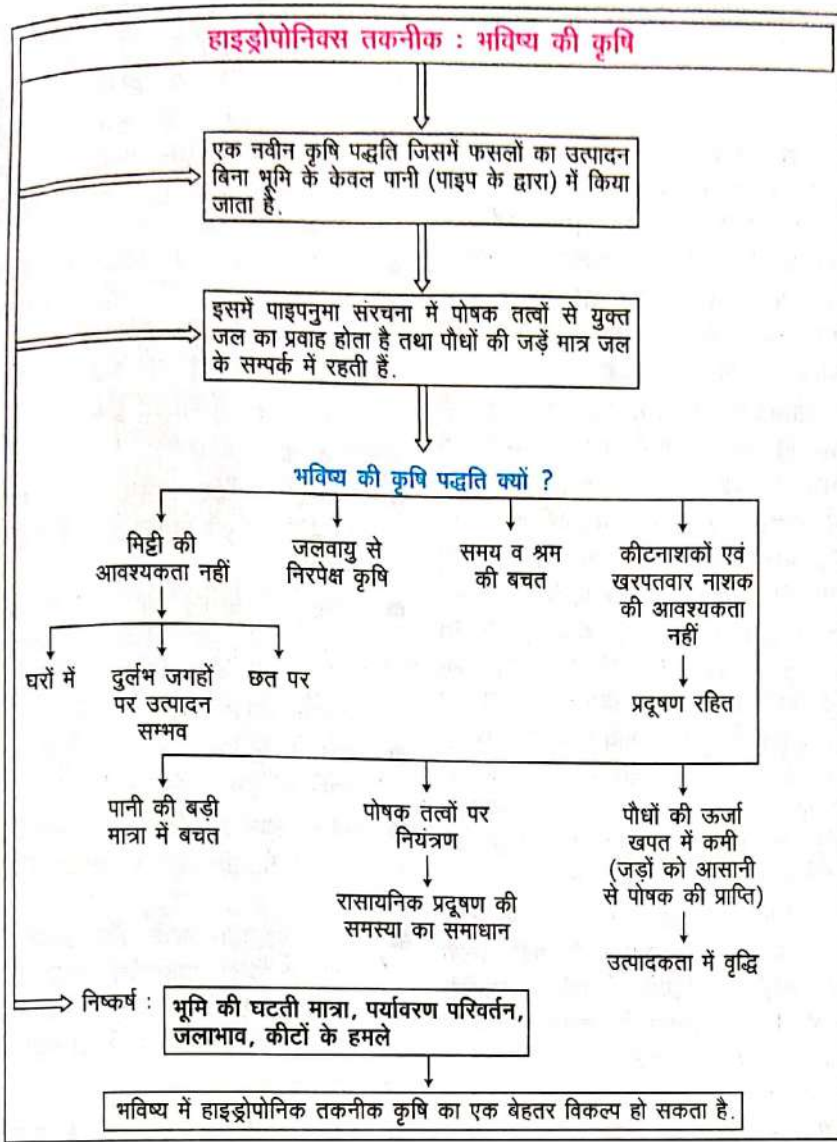 हाइड्रोपोनिक्स तकनीक : भविष्य की कृषि
एक नवीन कृषि पद्धति जिसमें फसलों का उत्पादन
बिना भूमि के केवल पानी (पाइप के द्वारा) में किया
जाता है.
इसमें पाइपनुमा संरचना में पोषक तत्वों से युक्त
जल का प्रवाह होता है तथा पौधों की जड़ें मात्र जल
के सम्पर्क में रहती हैं.
भविष्य की कृषि पद्धति क्यों ?
मिट्टी की
आवश्यकता नहीं
जलवायु से
निरपेक्ष कृषि
समय व श्रम
की बचत
कीटनाशकों एवं
खरपतवार नाशक
की आवश्यकता
नहीं
घरों में
दुर्लभ जगहों
पर उत्पादन
सम्भव
छत पर
प्रदूषण रहित
पानी की बड़ी
मात्रा में बचत
पोषक तत्वों पर
नियंत्रण
रासायनिक प्रदूषण की
समस्या का समाधान
पौधों की ऊर्जा
खपत में कमी
(जड़ों को आसानी
से पोषक की प्राप्ति)
उत्पादकता में वृद्धि
निष्कर्ष :
भूमि की घटती मात्रा, पर्यावरण परिवर्तन,
जलाभाव, कीटों के हमले
भविष्य में हाइड्रोपोनिक तकनीक कृषि का एक बेहतर विकल्प हो सकता है.